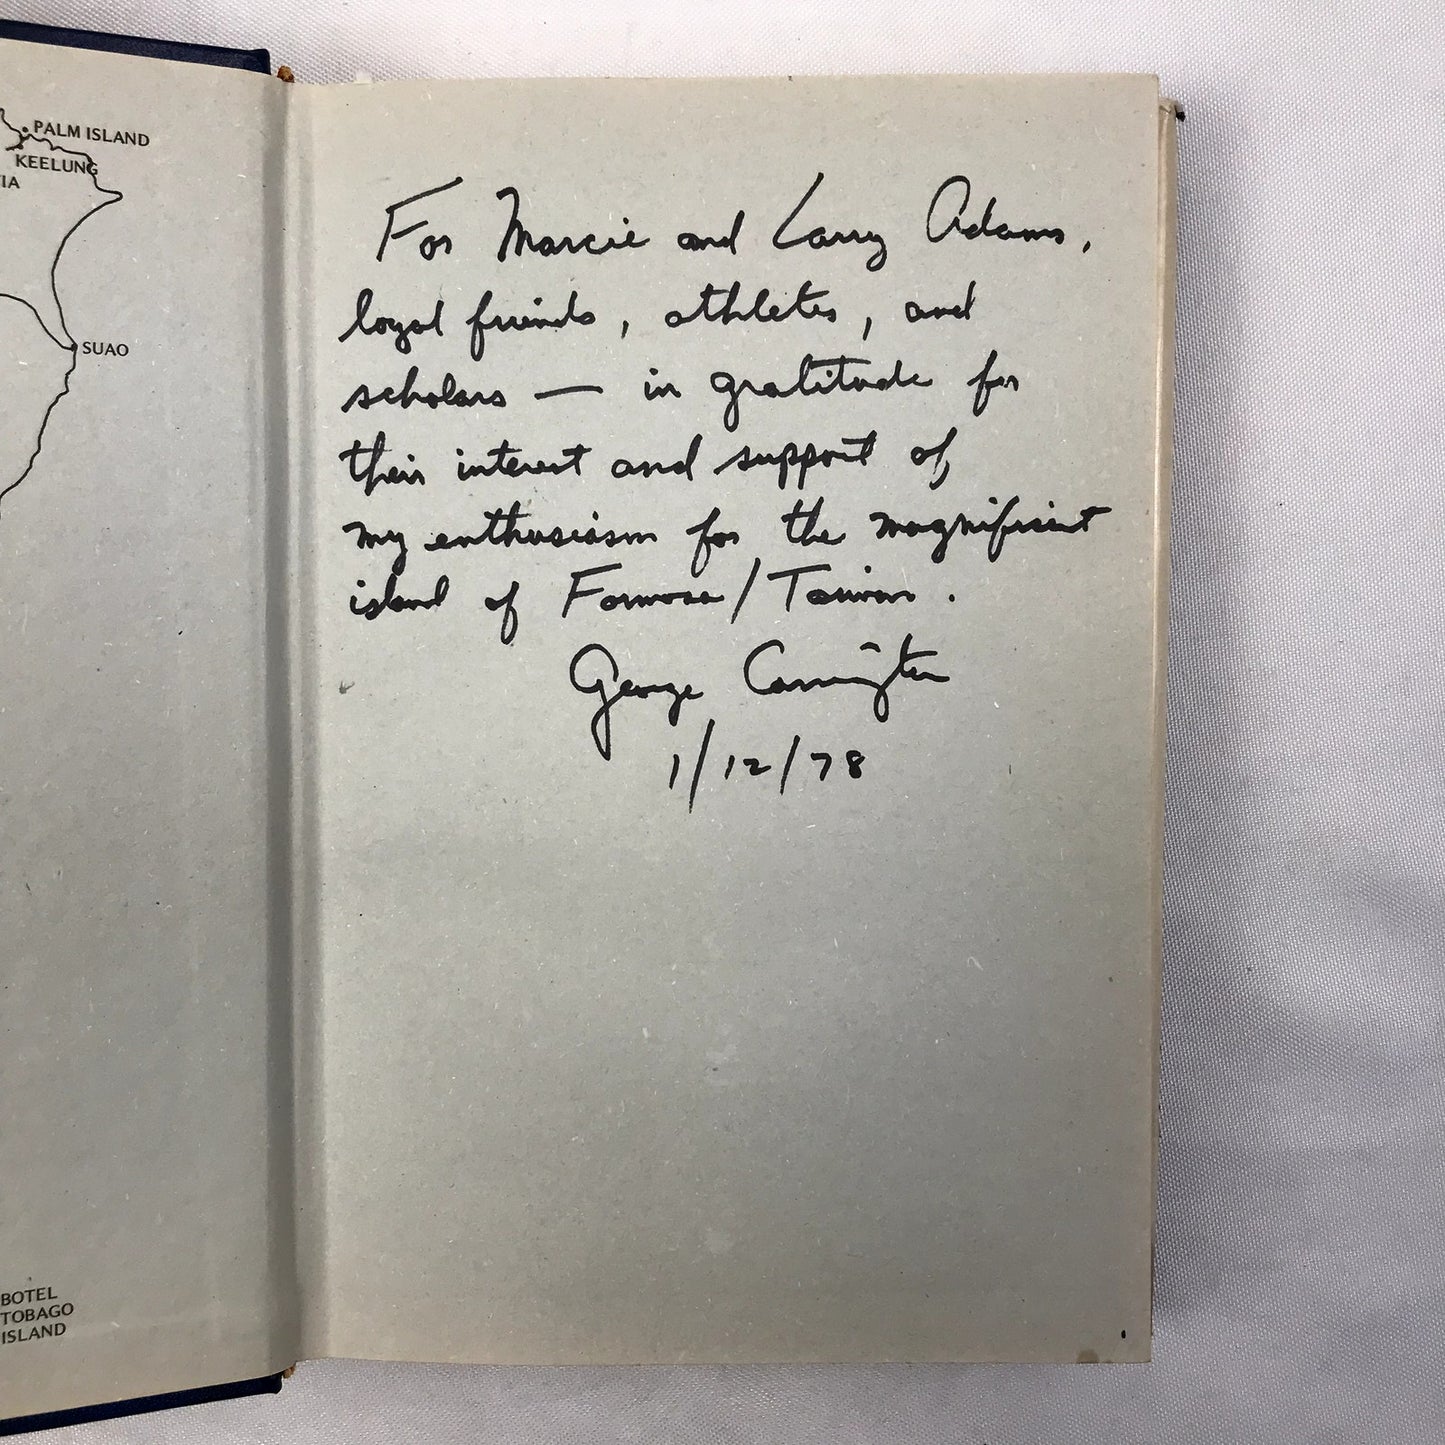 PALM ISLAND
KEELUNG
IA
SUAO
BOTEL
TOBAGO
ISLAND
For Marcie and Larry Adams,
loyal friends, athletes, and
scholars — in gratitude for
their interest and support of
my enthusiasm for the magnificent
island of Formosa/Taiwan.
George Carrington
1/12/78